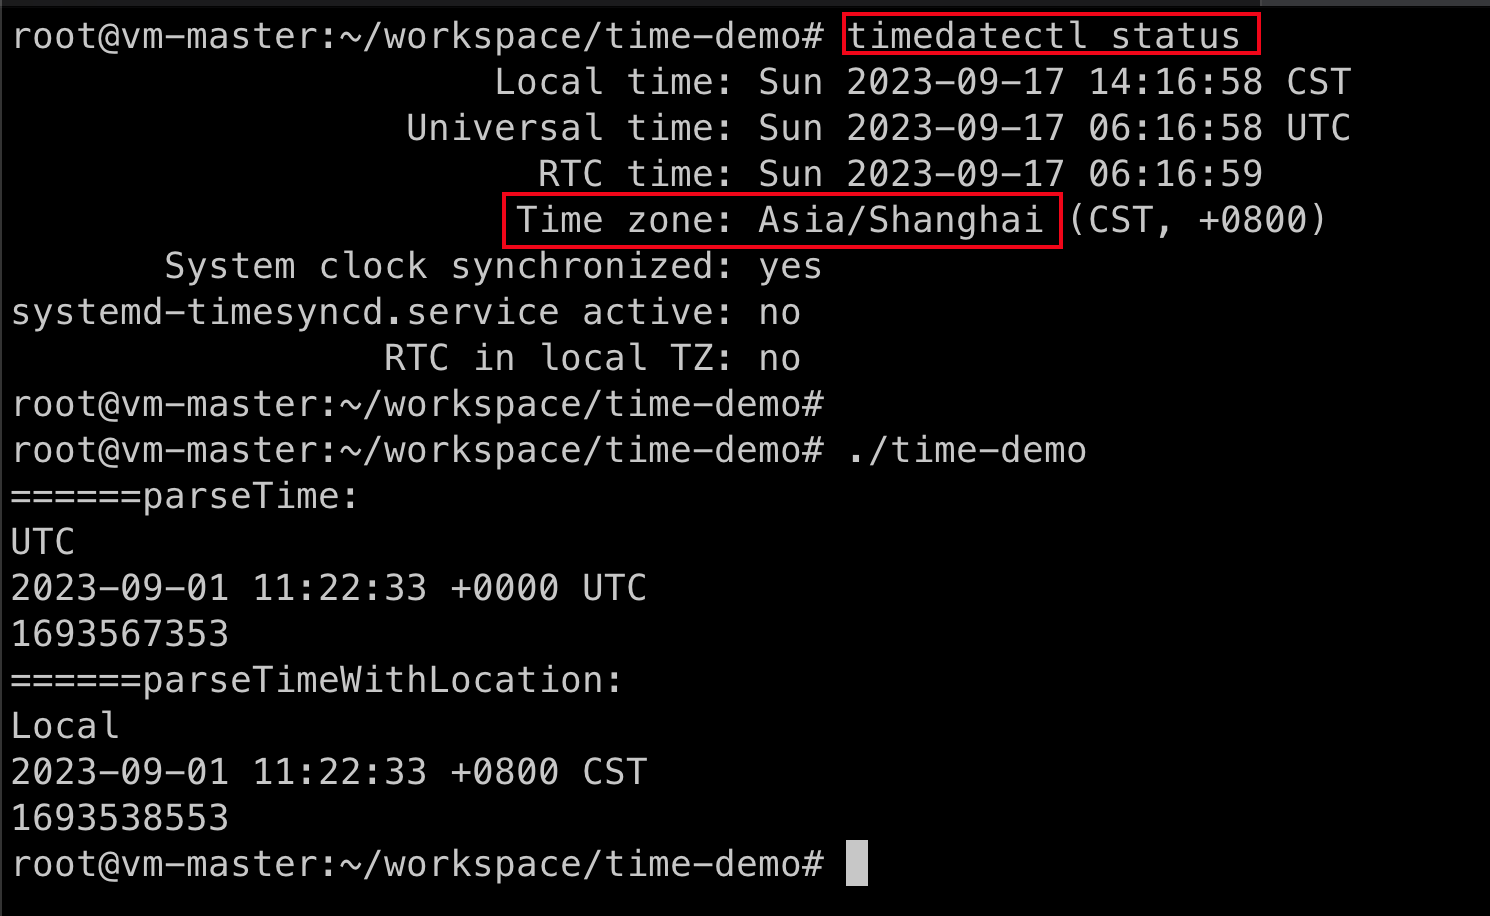 root@vm-master:~/workspace/time-demo# timedatectl status
Local time: Sun 2023-09-17 14:16:58 CST
Universal time: Sun 2023-09-17 06:16:58 UTC
RTC time: Sun 2023-09-17 06:16:59
Time zone: Asia/Shanghai (CST, +0800)
System clock synchronized: yes
systemd-timesyncd.service active: no
RTC in local TZ: no
root@vm-master:~/workspace/time-demo#
root@vm-master:~/workspace/time-demo# ./time-demo
======parseTime:
UTC
2023-09-01 11:22:33 +0000 UTC
1693567353
======parseTimeWithLocation:
Local
2023-09-01 11:22:33 +0800 CST
1693538553
root@vm-master:~/workspace/time-demo#